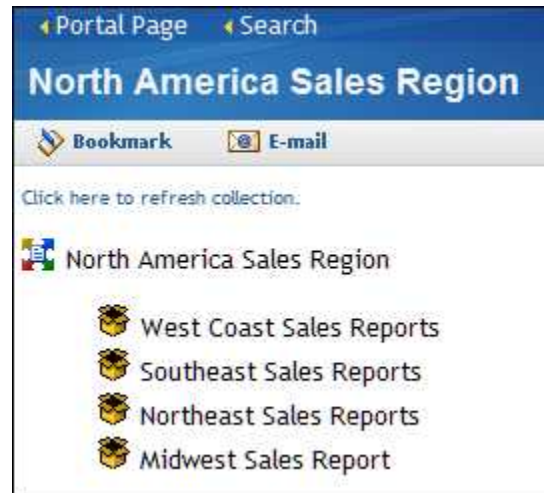 Portal Page Search
North America Sales Region
Bookmark E-mail
Click here to refresh collection.
North America Sales Region
West Coast Sales Reports
Southeast Sales Reports
Northeast Sales Reports
Midwest Sales Report